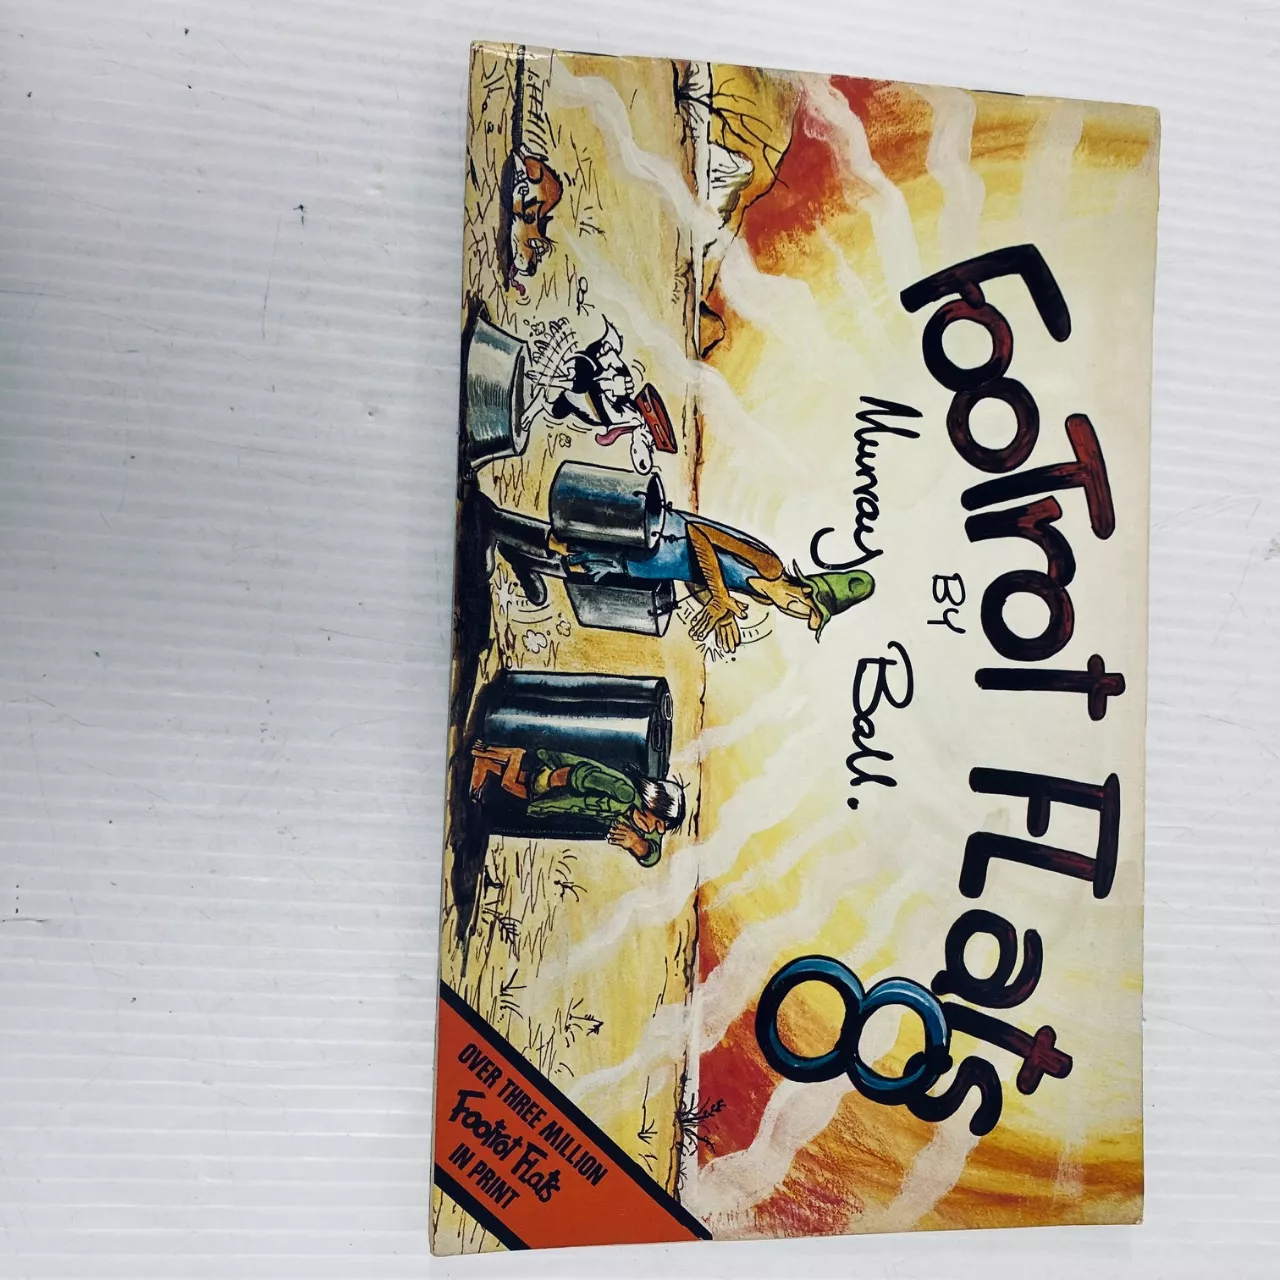 FooTrot FLats
BY
Murray Ball.
8
OVER THREE MILLION
Footrot Flats
IN PRINT